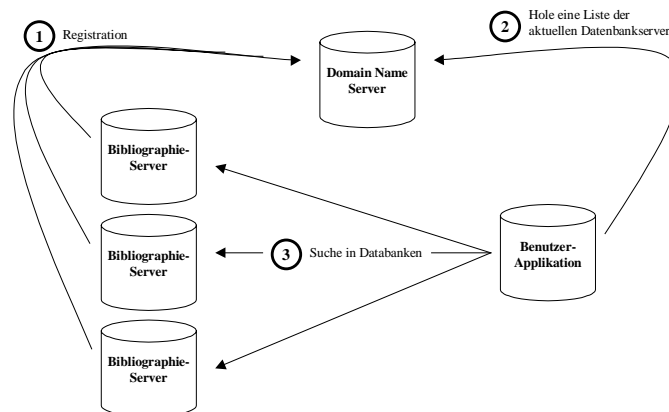 1 Registration
2 Hole eine Liste der
aktuellen Datenbankserver
Domain Name
Server
Bibliographie-
Server
Bibliographie-
Server
3 Suche in Databanken
Benutzer-
Applikation
Bibliographie-
Server